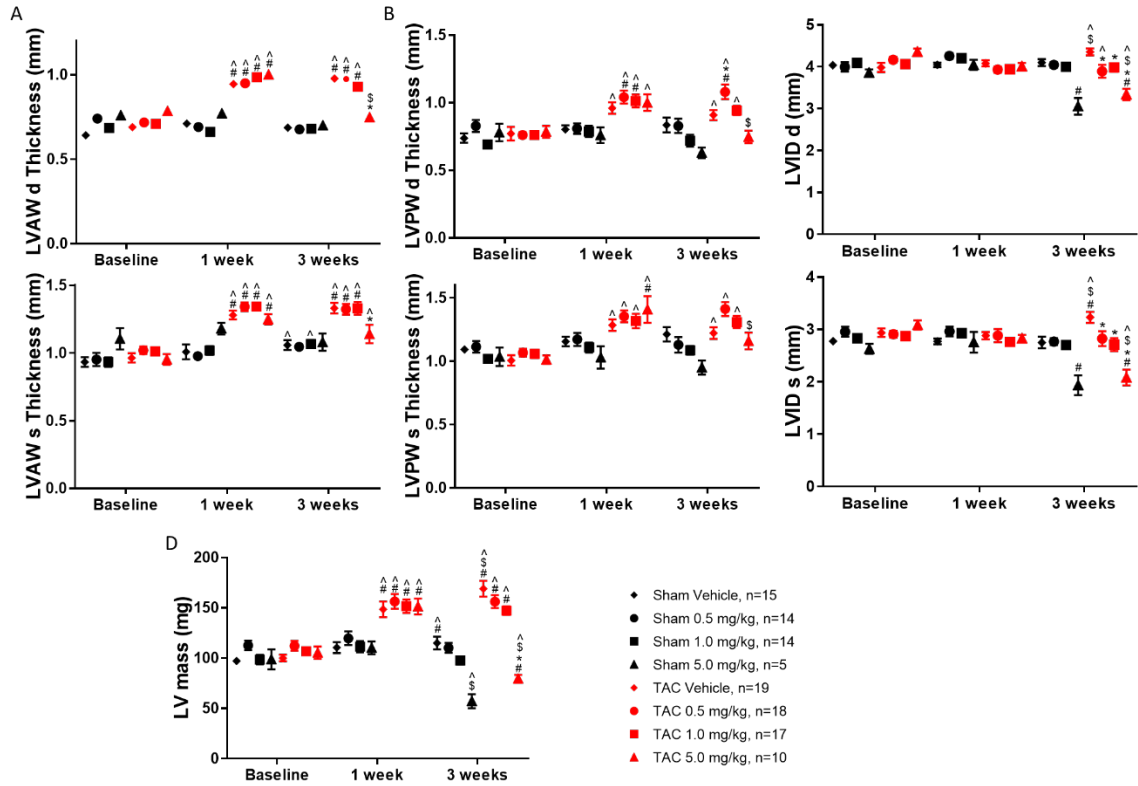 A
B
LVAW d Thickness (mm)
1.0
0.5
0.0
Baseline
1 week
3 weeks
^ ^ ^ ^
# # # #
^ ^ ^
# # #
$
*
LVPW d Thickness (mm)
1.5
1.0
0.5
0.0
Baseline
1 week
3 weeks
^
^
#
^
#
^
^
^
*
#
^
$
LVID d (mm)
5
4
3
2
1
0
Baseline
1 week
3 weeks
#
^
$
^
*
*
^
$
*
#
LVAW s Thickness (mm)
1.5
1.0
0.5
0.0
Baseline
1 week
3 weeks
^ ^ ^ ^
# # # #
^
^
#
^ ^ ^
# # #
^
*
LVPW s Thickness (mm)
1.5
1.0
0.5
0.0
Baseline
1 week
3 weeks
^
^
^
^
#
^
^
^
$
LVID s (mm)
4
3
2
1
0
Baseline
1 week
3 weeks
#
^
$
#
*
*
^
$
*
#
D
LV mass (mg)
200
150
100
50
0
Baseline
1 week
3 weeks
^ ^ ^ ^
# # # #
^
#
^
$
^
$
#
^
#
^
#
^
$
*
#
Sham Vehicle, n=15
Sham 0.5 mg/kg, n=14
Sham 1.0 mg/kg, n=14
Sham 5.0 mg/kg, n=5
TAC Vehicle, n=19
TAC 0.5 mg/kg, n=18
TAC 1.0 mg/kg, n=17
TAC 5.0 mg/kg, n=10